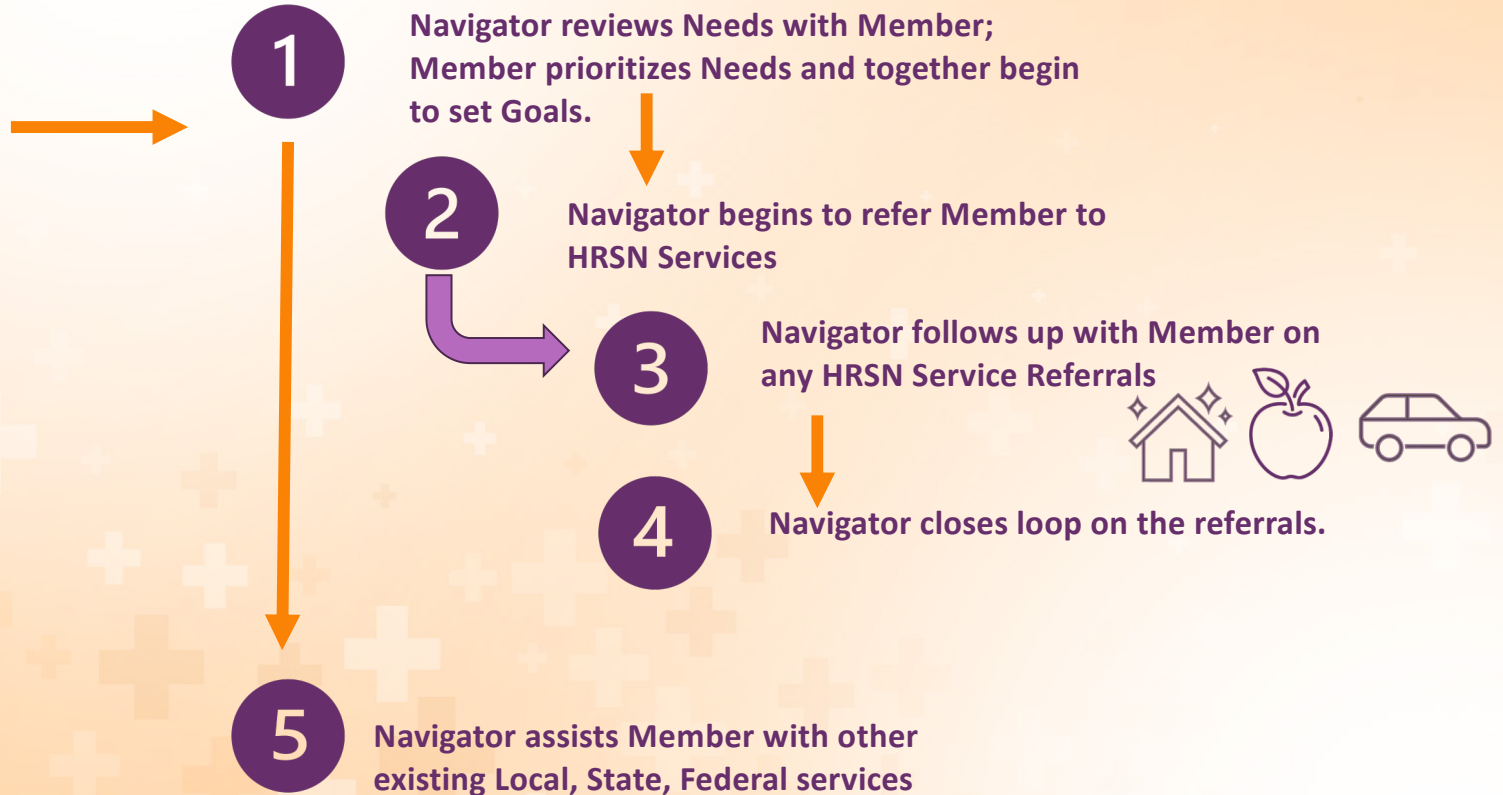 1
Navigator reviews Needs with Member;
Member prioritizes Needs and together begin
to set Goals.
2
Navigator begins to refer Member to
HRSN Services
3
Navigator follows up with Member on
any HRSN Service Referrals
4
Navigator closes loop on the referrals.
5
Navigator assists Member with other
existing Local, State, Federal services